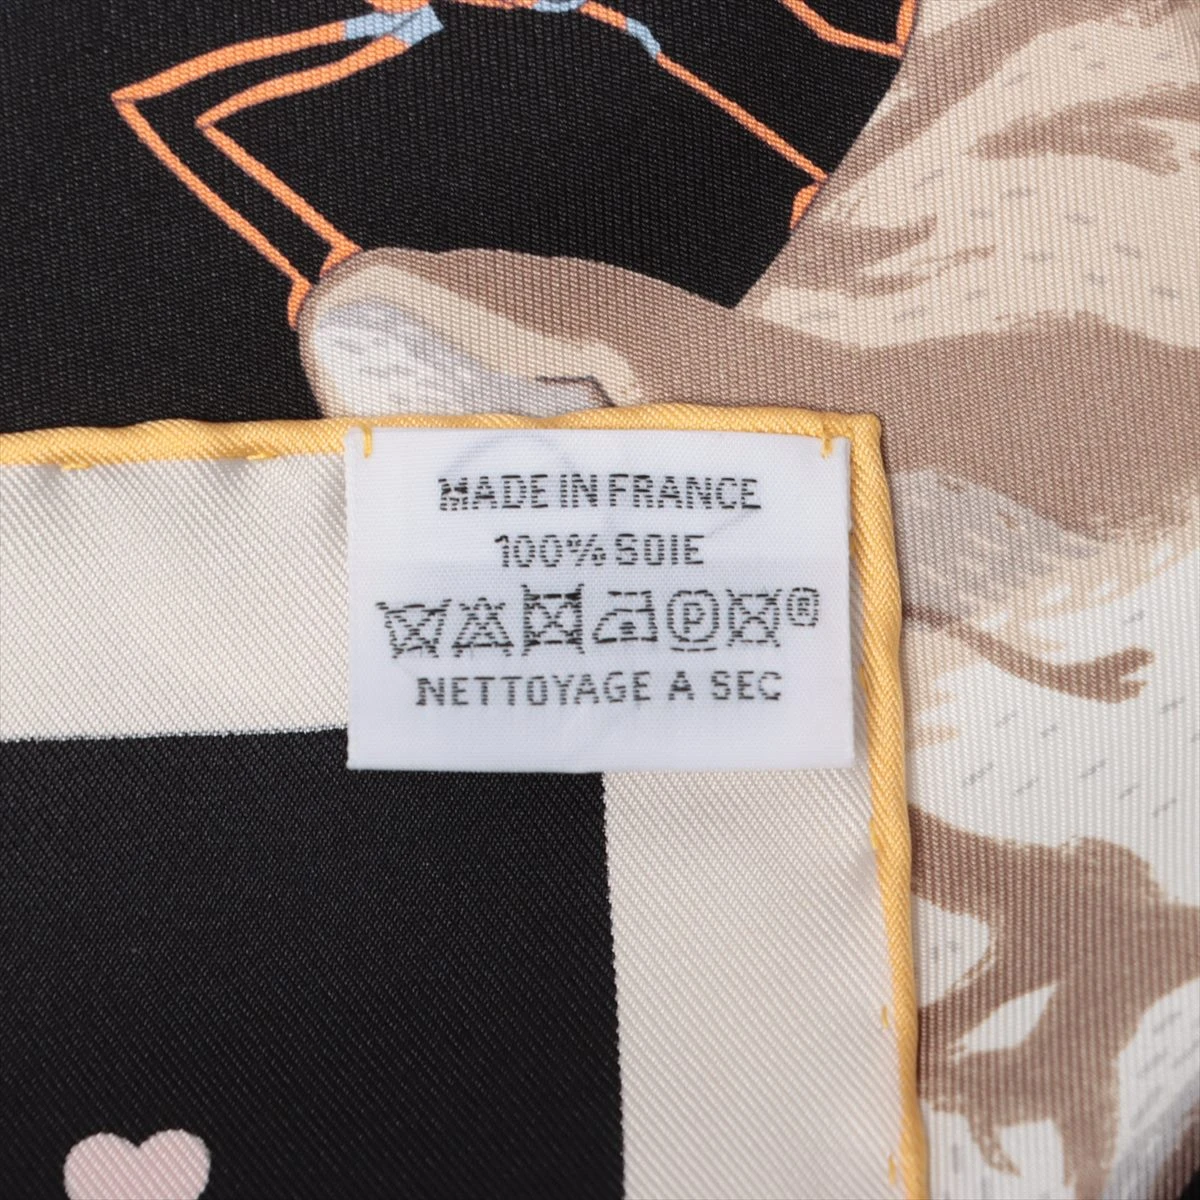 MADE IN FRANCE
100% SOIE
P ®
NETTOYAGE A SEC